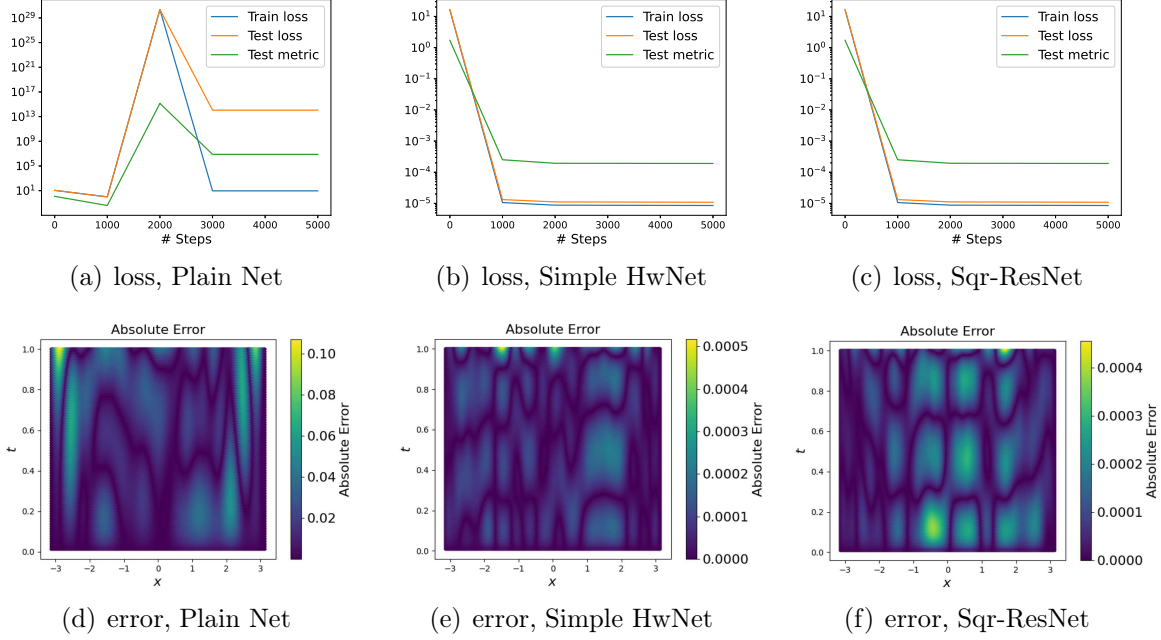 10^29
10^25
10^21
10^17
10^13
10^9
10^5
10^1
Train loss
Test loss
Test metric
0 1000 2000 3000 4000 5000
# Steps
(a) loss, Plain Net
10^1
10^0
10^-1
10^-2
10^-3
10^-4
10^-5
Train loss
Test loss
Test metric
0 1000 2000 3000 4000 5000
# Steps
(b) loss, Simple HwNet
10^1
10^0
10^-1
10^-2
10^-3
10^-4
10^-5
Train loss
Test loss
Test metric
0 1000 2000 3000 4000 5000
# Steps
(c) loss, Sqr-ResNet
Absolute Error
1.0
0.8
0.6
0.4
0.2
0.0
t
−3 −2 −1 0 1 2 3
x
0.10
0.08
0.06
0.04
0.02
Absolute Error
(d) error, Plain Net
Absolute Error
1.0
0.8
0.6
0.4
0.2
0.0
t
−3 −2 −1 0 1 2 3
x
0.0005
0.0004
0.0003
0.0002
0.0001
0.0000
Absolute Error
(e) error, Simple HwNet
Absolute Error
1.0
0.8
0.6
0.4
0.2
0.0
t
−3 −2 −1 0 1 2 3
x
0.0004
0.0003
0.0002
0.0001
0.0000
Absolute Error
(f) error, Sqr-ResNet